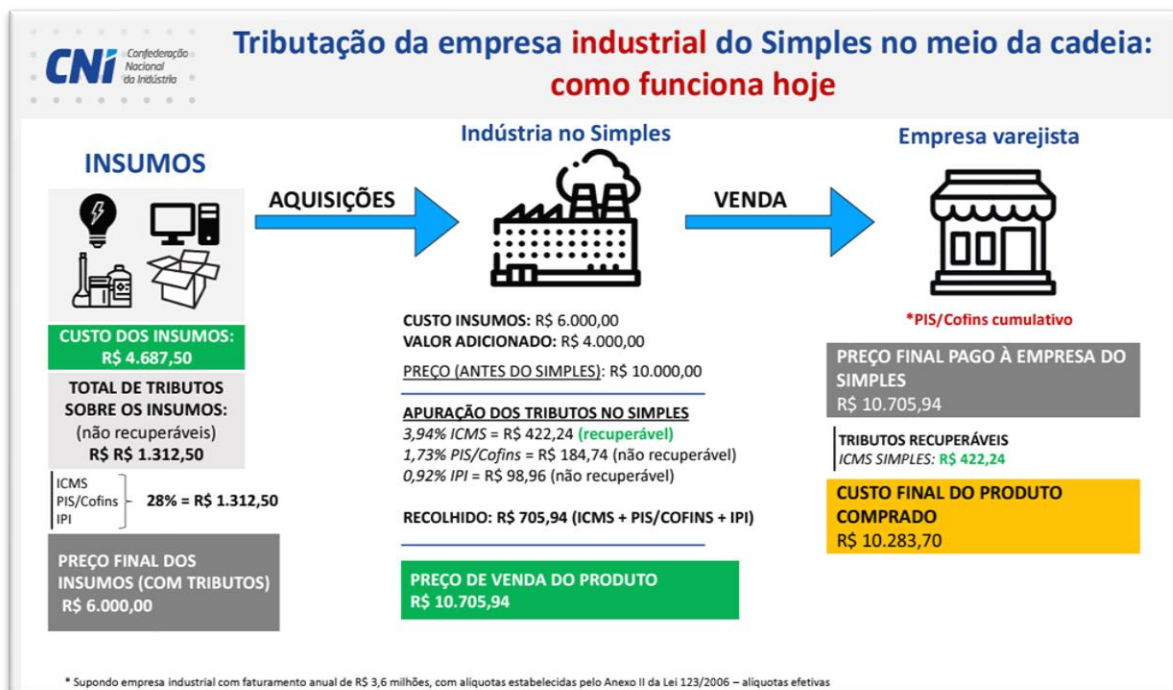 CNI Confederação
Nacional
da Indústria
Tributação da empresa industrial do Simples no meio da cadeia:
como funciona hoje
INSUMOS
AQUISIÇÕES
Indústria no Simples
VENDA
Empresa varejista
CUSTO DOS INSUMOS:
R$ 4.687,50
TOTAL DE TRIBUTOS
SOBRE OS INSUMOS:
(não recuperáveis)
R$ R$ 1.312,50
ICMS
PIS/Cofins
IPI
28% = R$ 1.312,50
PREÇO FINAL DOS
INSUMOS (COM TRIBUTOS)
R$ 6.000,00
CUSTO INSUMOS: R$ 6.000,00
VALOR ADICIONADO: R$ 4.000,00
PREÇO (ANTES DO SIMPLES): R$ 10.000,00
APURAÇÃO DOS TRIBUTOS NO SIMPLES
3,94% ICMS = R$ 422,24 (recuperável)
1,73% PIS/Cofins = R$ 184,74 (não recuperável)
0,92% IPI = R$ 98,96 (não recuperável)
RECOLHIDO: R$ 705,94 (ICMS + PIS/COFINS + IPI)
PREÇO DE VENDA DO PRODUTO
R$ 10.705,94
*PIS/Cofins cumulativo
PREÇO FINAL PAGO À EMPRESA DO
SIMPLES
R$ 10.705,94
TRIBUTOS RECUPERÁVEIS
ICMS SIMPLES: R$ 422,24
CUSTO FINAL DO PRODUTO
COMPRADO
R$ 10.283,70
* Supondo empresa industrial com faturamento anual de R$ 3,6 milhões, com alíquotas estabelecidas pelo Anexo II da Lei 123/2006 – alíquotas efetivas